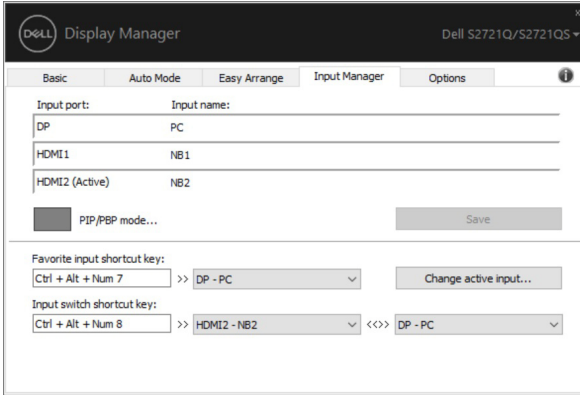 DELL Display Manager
Dell S2721Q/S2721QS
Basic Auto Mode Easy Arrange Input Manager Options
Input port: Input name:
DP PC
HDMI1 NB1
HDMI2 (Active) NB2
PIP/PBP mode... Save
Favorite input shortcut key:
Ctrl + Alt + Num 7 >> DP - PC Change active input...
Input switch shortcut key:
Ctrl + Alt + Num 8 >> HDMI2 - NB2 <<>> DP - PC